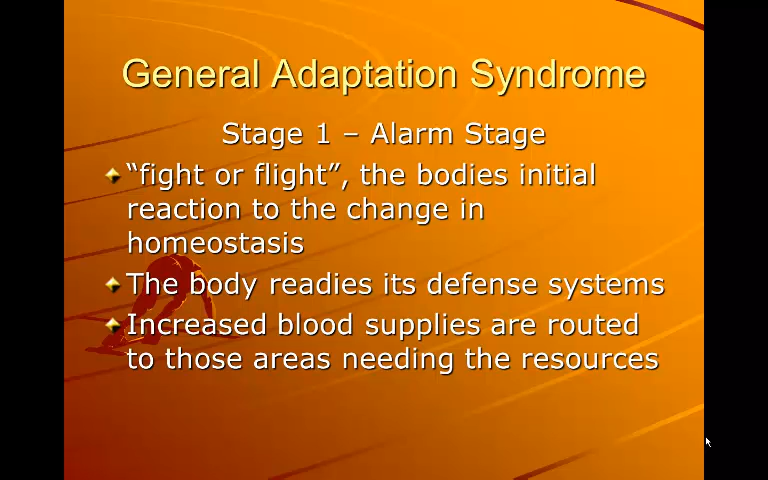 General Adaptation Syndrome
Stage 1 – Alarm Stage
“fight or flight”, the bodies initial
reaction to the change in
homeostasis
The body readies its defense systems
Increased blood supplies are routed
to those areas needing the resources